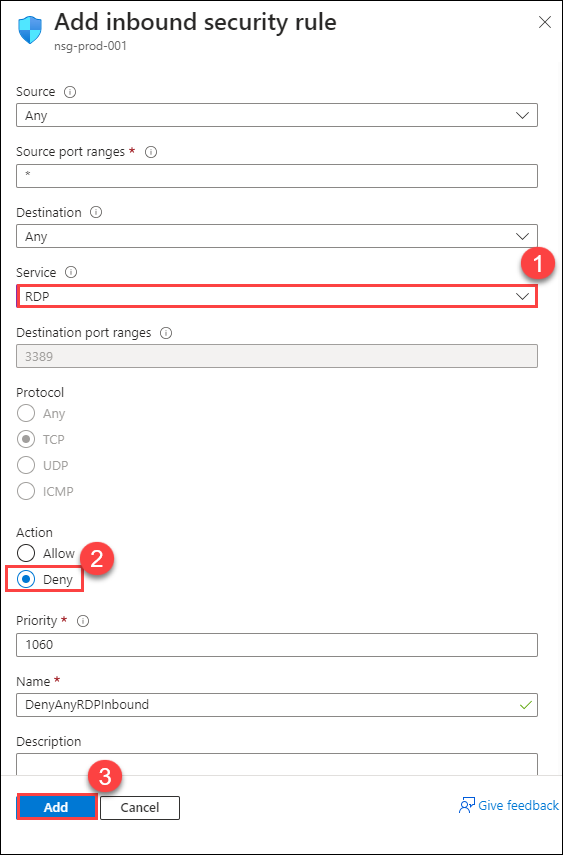 Add inbound security rule
nsg-prod-001
Source
Any
Source port ranges *
*
Destination
Any
1
Service
RDP
Destination port ranges
3389
Protocol
Any
TCP
UDP
ICMP
Action
Allow
2
Deny
Priority *
1060
Name *
DenyAnyRDPInbound
Description
3
Add Cancel Give feedback